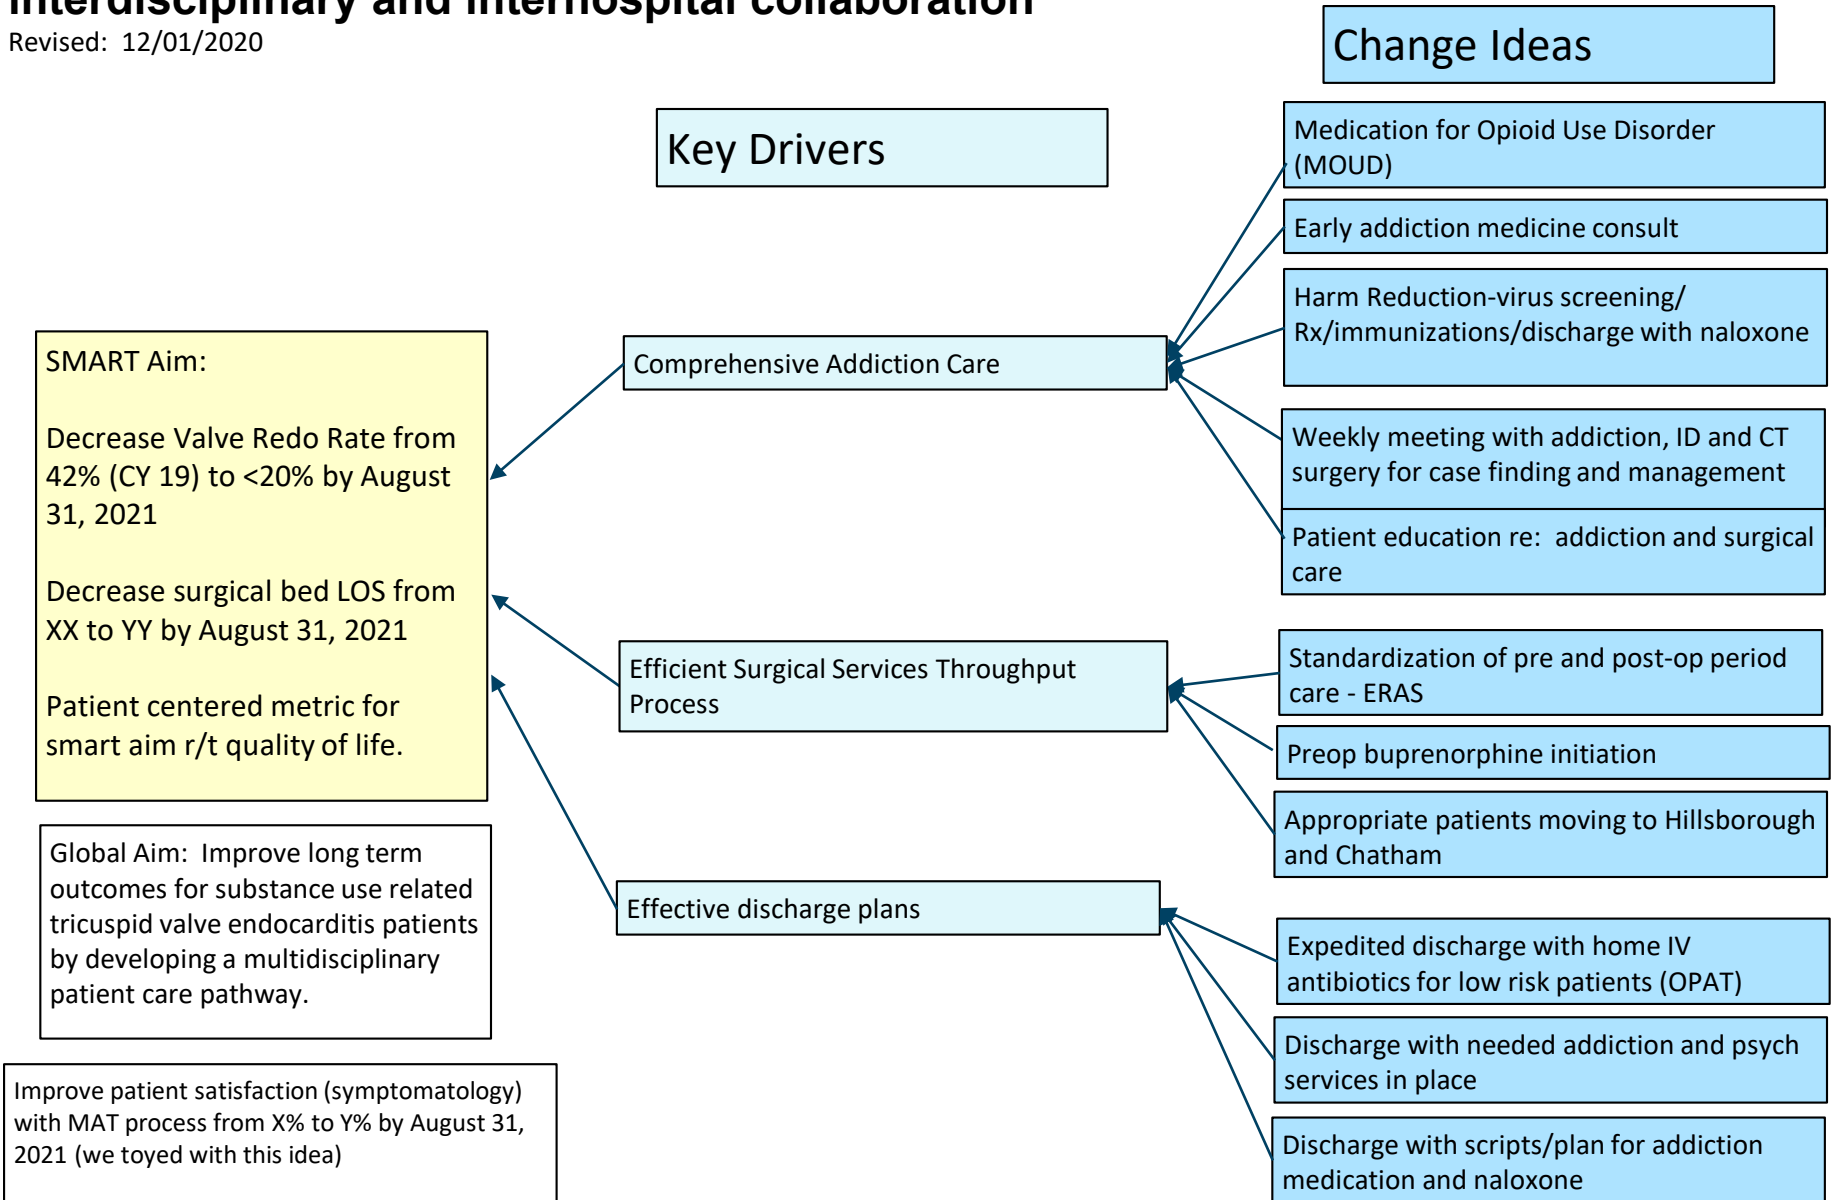 Interdisciplinary and interhospital collaboration
Revised: 12/01/2020
Change Ideas
Key Drivers
SMART Aim:
Decrease Valve Redo Rate from
42% (CY 19) to <20% by August
31, 2021
Decrease surgical bed LOS from
XX to YY by August 31, 2021
Patient centered metric for
smart aim r/t quality of life.
Global Aim: Improve long term
outcomes for substance use related
tricuspid valve endocarditis patients
by developing a multidisciplinary
patient care pathway.
Improve patient satisfaction (symptomatology)
with MAT process from X% to Y% by August 31,
2021 (we toyed with this idea)
Comprehensive Addiction Care
Efficient Surgical Services Throughput
Process
Effective discharge plans
Medication for Opioid Use Disorder
(MOUD)
Early addiction medicine consult
Harm Reduction-virus screening/
Rx/immunizations/discharge with naloxone
Weekly meeting with addiction, ID and CT
surgery for case finding and management
Patient education re: addiction and surgical
care
Standardization of pre and post-op period
care - ERAS
Preop buprenorphine initiation
Appropriate patients moving to Hillsborough
and Chatham
Expedited discharge with home IV
antibiotics for low risk patients (OPAT)
Discharge with needed addiction and psych
services in place
Discharge with scripts/plan for addiction
medication and naloxone